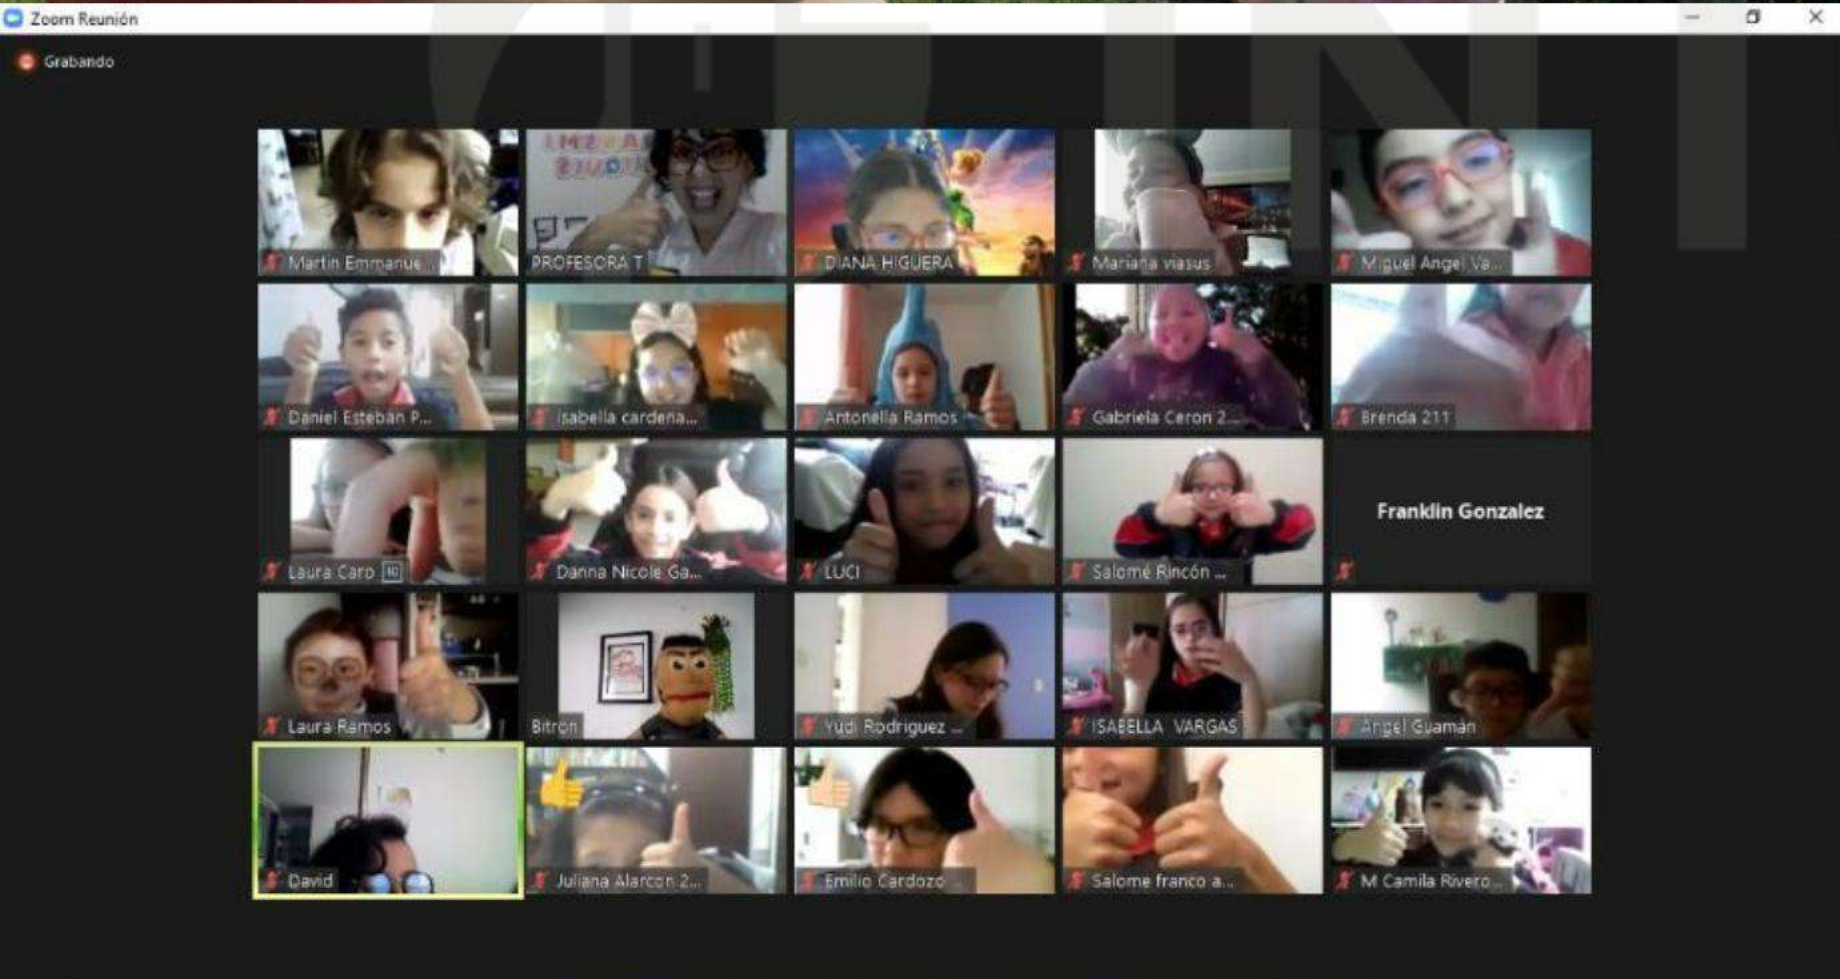 Zoom Reunión
Grabando
Martin Emmanue...
PROFESORA T
DIANA HIGUERA
Mariana viasus
Miguel Angel Va...
Daniel Esteban P...
Isabella cardena...
Antonella Ramos
Gabriela Ceron 2...
Brenda 211
Laura Caro
Danna Nicole Ga...
LUCI
Salomé Rincón ...
Franklin Gonzalez
Laura Ramos
Bitron
Yudi Rodriguez ...
ISABELLA VARGAS
Angel Guamán
David
Juliana Alarcon 2...
Emilio Cardozo ...
Salome franco a...
M Camila Rivero...